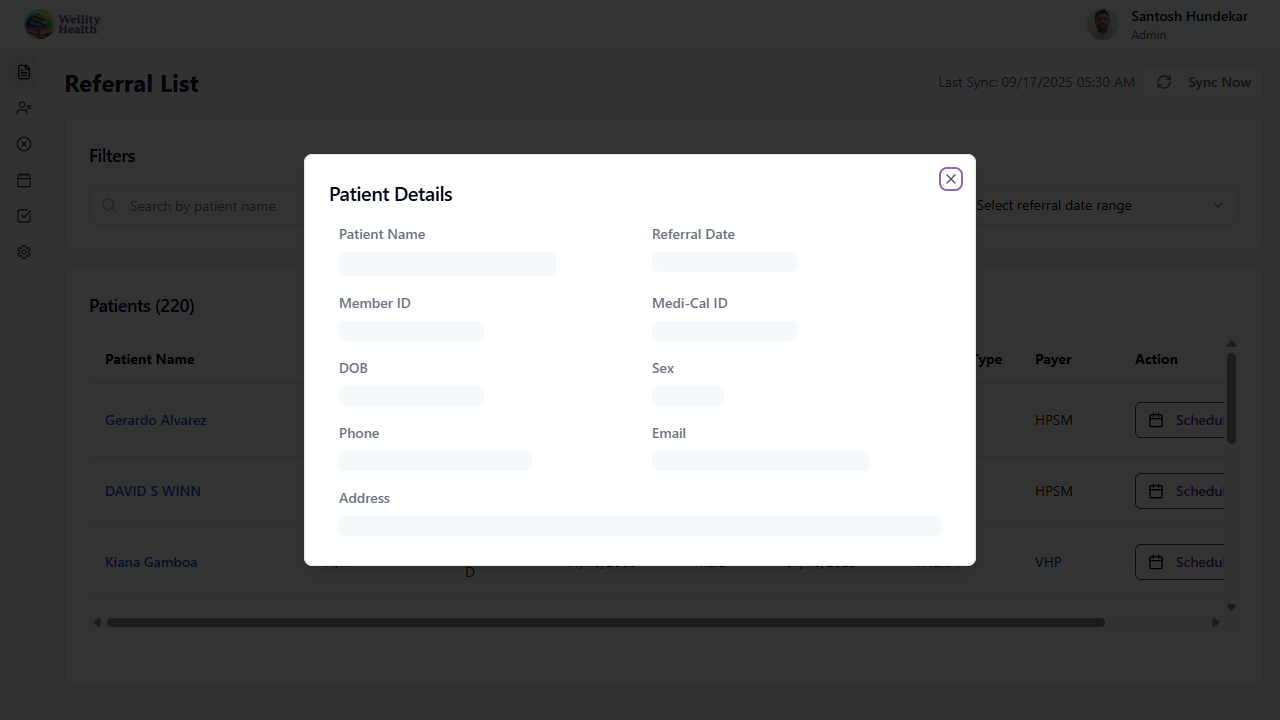 Wellity
Health
Santosh Hundekar
Admin
Referral List
Last Sync: 09/17/2025 05:30 AM
Sync Now
Filters
Search by patient name
Select referral date range
Patient Details
Patient Name
Referral Date
Member ID
Medi-Cal ID
DOB
Sex
Phone
Email
Address
Patients (220)
Patient Name
Type
Payer
Action
Gerardo Alvarez
HPSM
Schedul
DAVID S WINN
HPSM
Schedul
Kiana Gamboa
D
VHP
Schedul